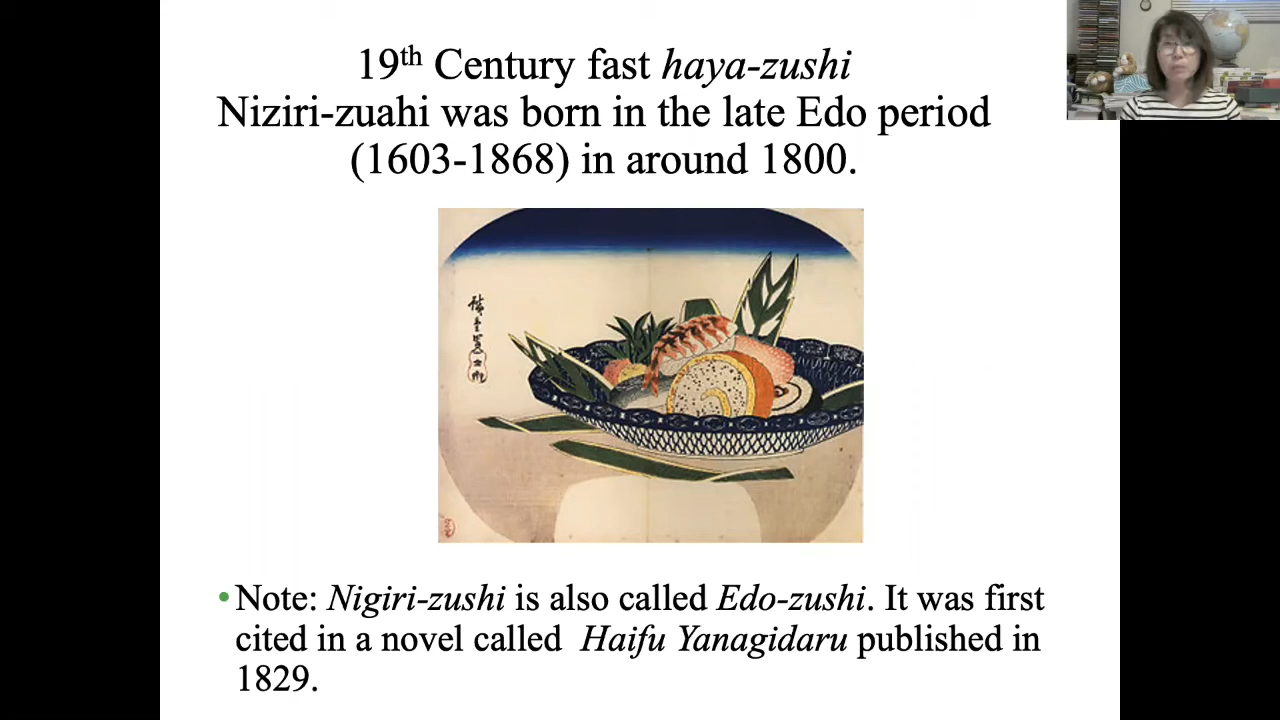 19th Century fast haya-zushi
Niziri-zuahi was born in the late Edo period
(1603-1868) in around 1800.
•Note: Nigiri-zushi is also called Edo-zushi. It was first
cited in a novel called Haifu Yanagidaru published in
1829.